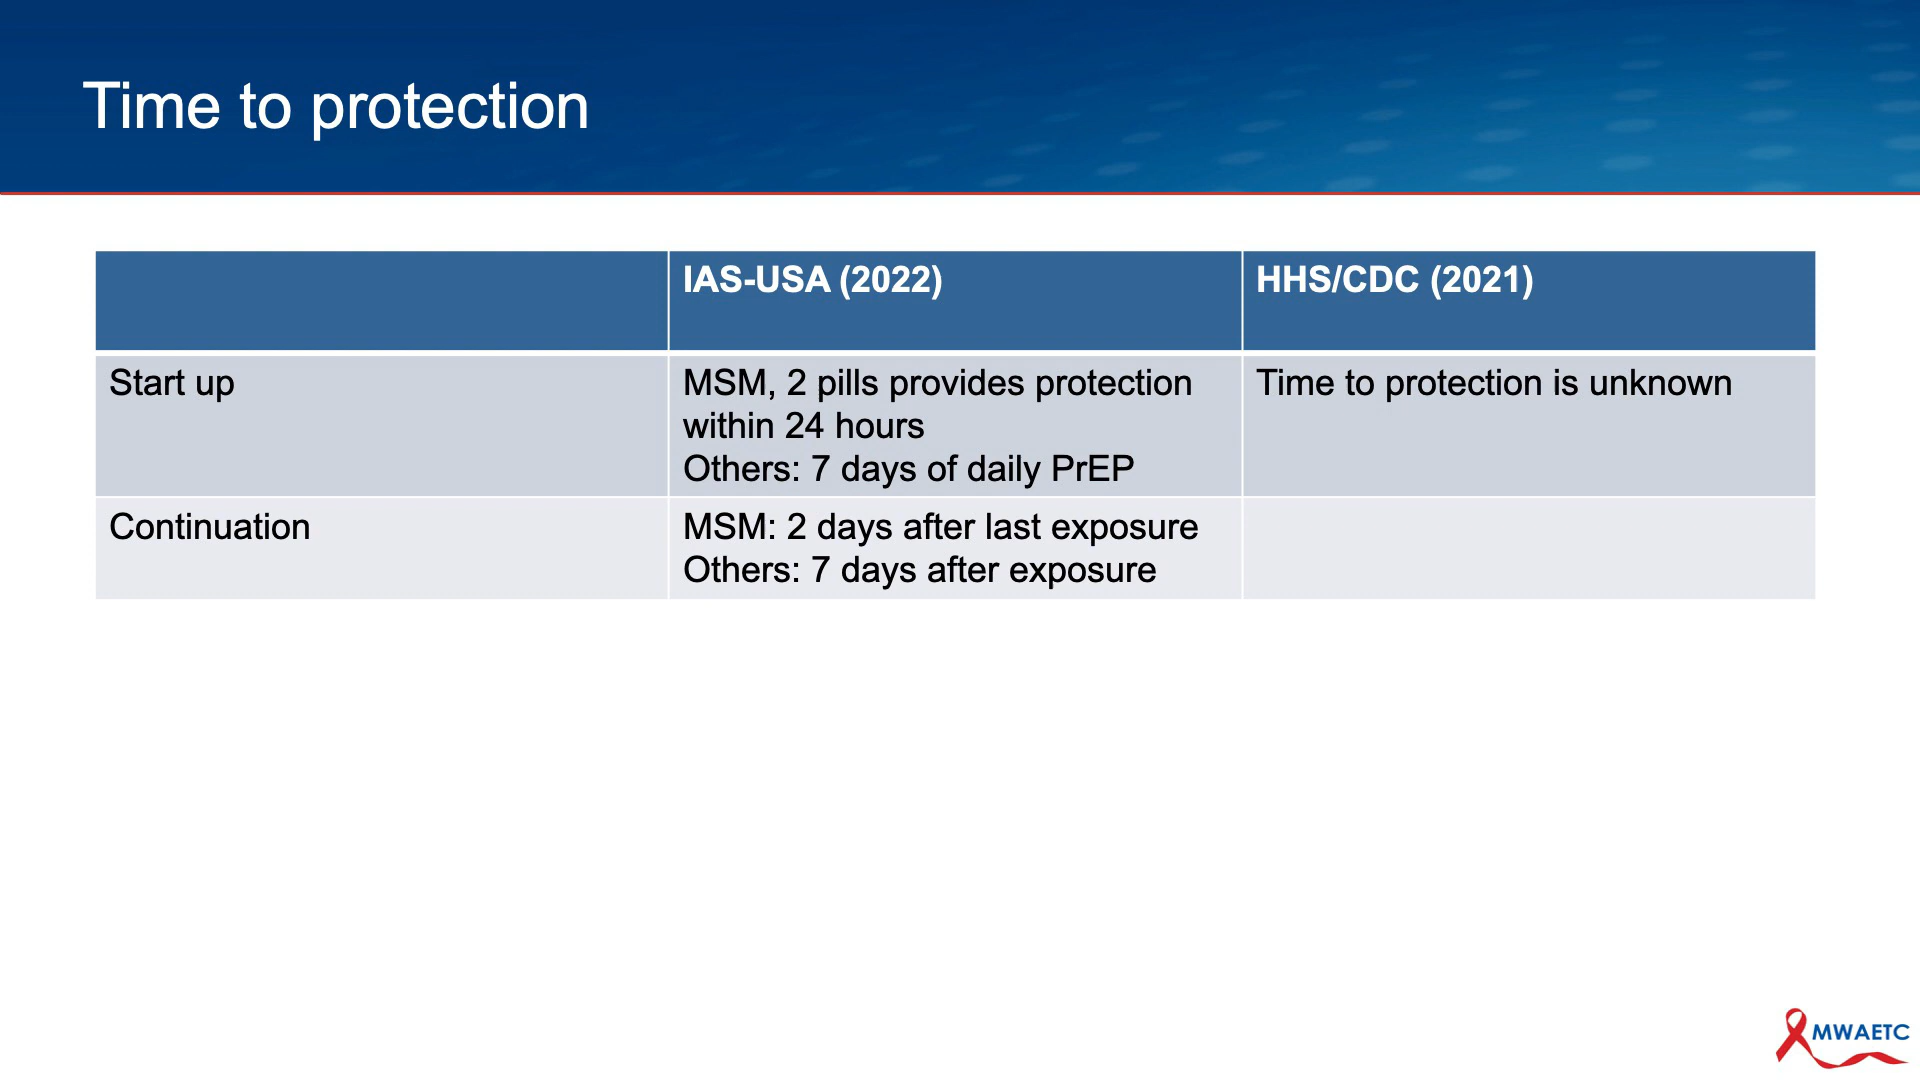 Time to protection
IAS-USA (2022)
HHS/CDC (2021)
Start up
MSM, 2 pills provides protection
within 24 hours
Others: 7 days of daily PrEP
Time to protection is unknown
Continuation
MSM: 2 days after last exposure
Others: 7 days after exposure
MWAETC